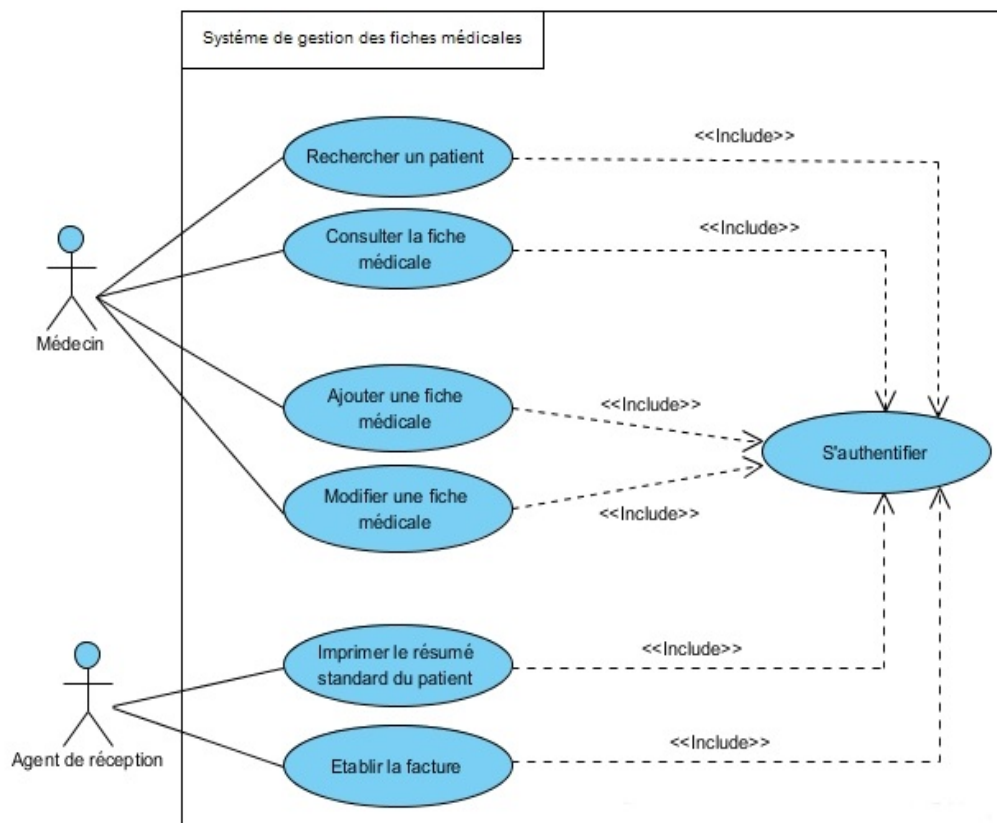 Systéme de gestion des fiches médicales
Rechercher un patient
<<Include>>
Consulter la fiche
médicale
<<Include>>
Médecin
Ajouter une fiche
médicale
<<Include>>
S'authentifier
Modifier une fiche
médicale
<<Include>>
Imprimer le résumé
standard du patient
<<Include>>
Agent de réception
Etablir la facture
<<Include>>